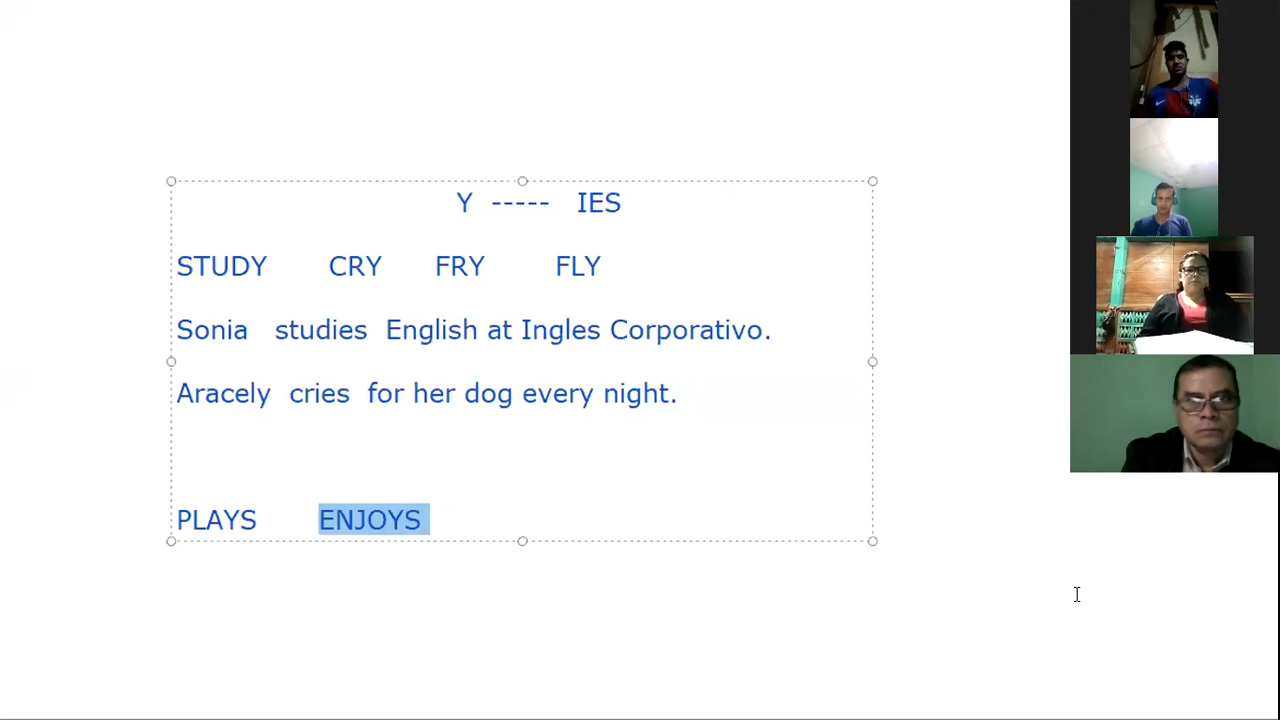 Y ----- IES
STUDY CRY FRY FLY
Sonia studies English at Ingles Corporativo.
Aracely cries for her dog every night.
PLAYS ENJOYS